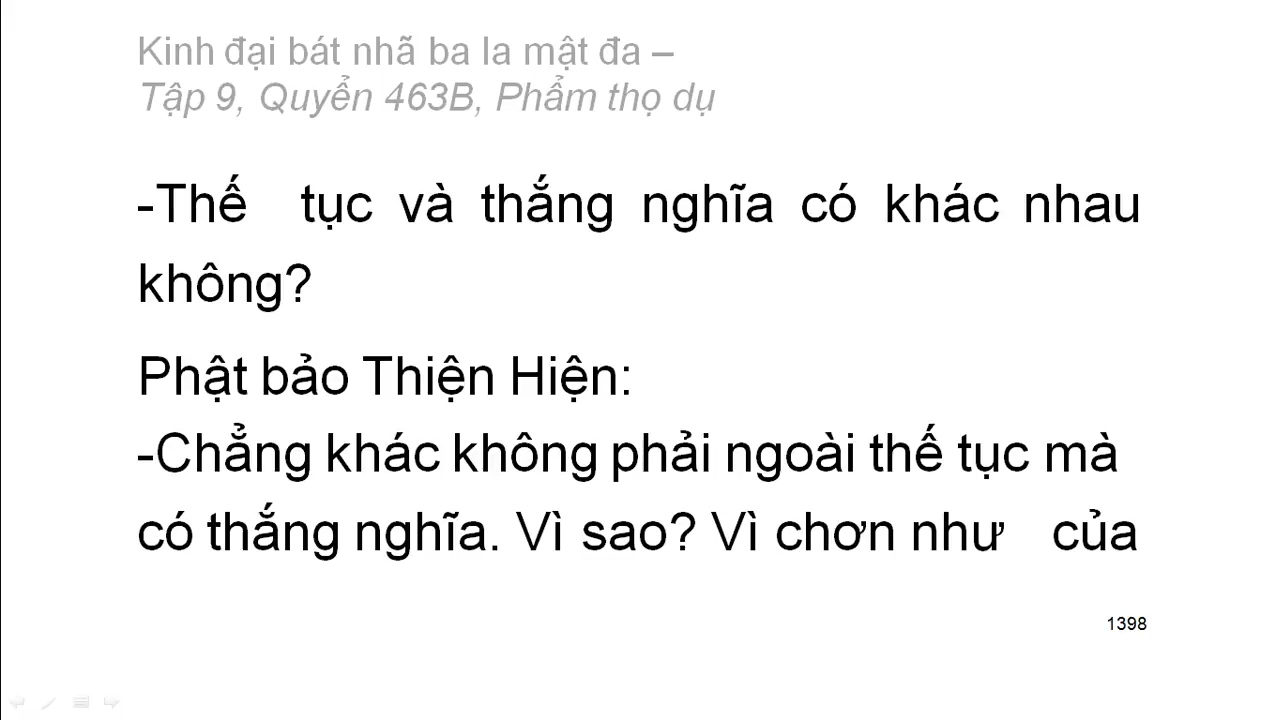 Kinh đại bát nhã ba la mật đa –
Tập 9, Quyển 463B, Phẩm thọ dụ
-Thế tục và thắng nghĩa có khác nhau
không?
Phật bảo Thiện Hiện:
-Chẳng khác không phải ngoài thế tục mà
có thắng nghĩa. Vì sao? Vì chơn như của
1398